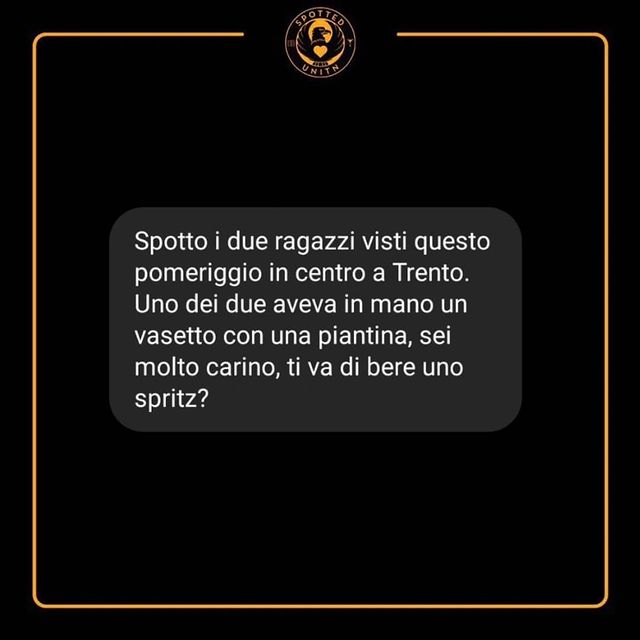 SPOTTED
UNITN
Spotto i due ragazzi visti questo
pomeriggio in centro a Trento.
Uno dei due aveva in mano un
vasetto con una piantina, sei
molto carino, ti va di bere uno
spritz?